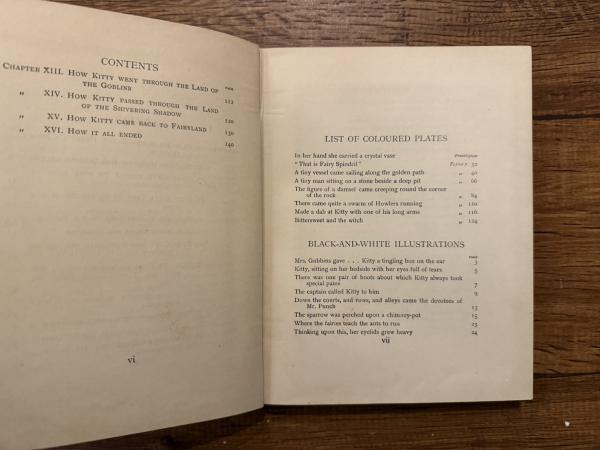 CONTENTS
PAGE
CHAPTER XIII. HOW KITTY WENT THROUGH THE LAND OF
THE GOBLINS 112
" XIV. HOW KITTY PASSED THROUGH THE LAND
OF THE SHIVERING SHADOW 120
" XV. HOW KITTY CAME BACK TO FAIRYLAND 130
" XVI. HOW IT ALL ENDED 140
vi
LIST OF COLOURED PLATES
In her hand she carried a crystal vase Frontispiece
"That is Fairy Spindril" Facing p. 32
A tiny vessel came sailing along the golden path " 40
A tiny man sitting on a stone beside a deep pit " 66
The figure of a damsel came creeping round the corner
of the rock " 84
There came quite a swarm of Howlers running " 110
Made a dab at Kitty with one of his long arms " 116
Bittersweet and the witch " 124
BLACK-AND-WHITE ILLUSTRATIONS
PAGE
Mrs. Gubbins gave . . . Kitty a tingling box on the ear 3
Kitty, sitting on her bedside with her eyes full of tears 5
There was one pair of boots about which Kitty always took
special pains 7
The captain called Kitty to him 9
Down the courts, and rows, and alleys came the devotees of
Mr. Punch 13
The sparrow was perched upon a chimney-pot 15
Where the fairies teach the ants to run 23
Thinking upon this, her eyelids grew heavy 24
vii